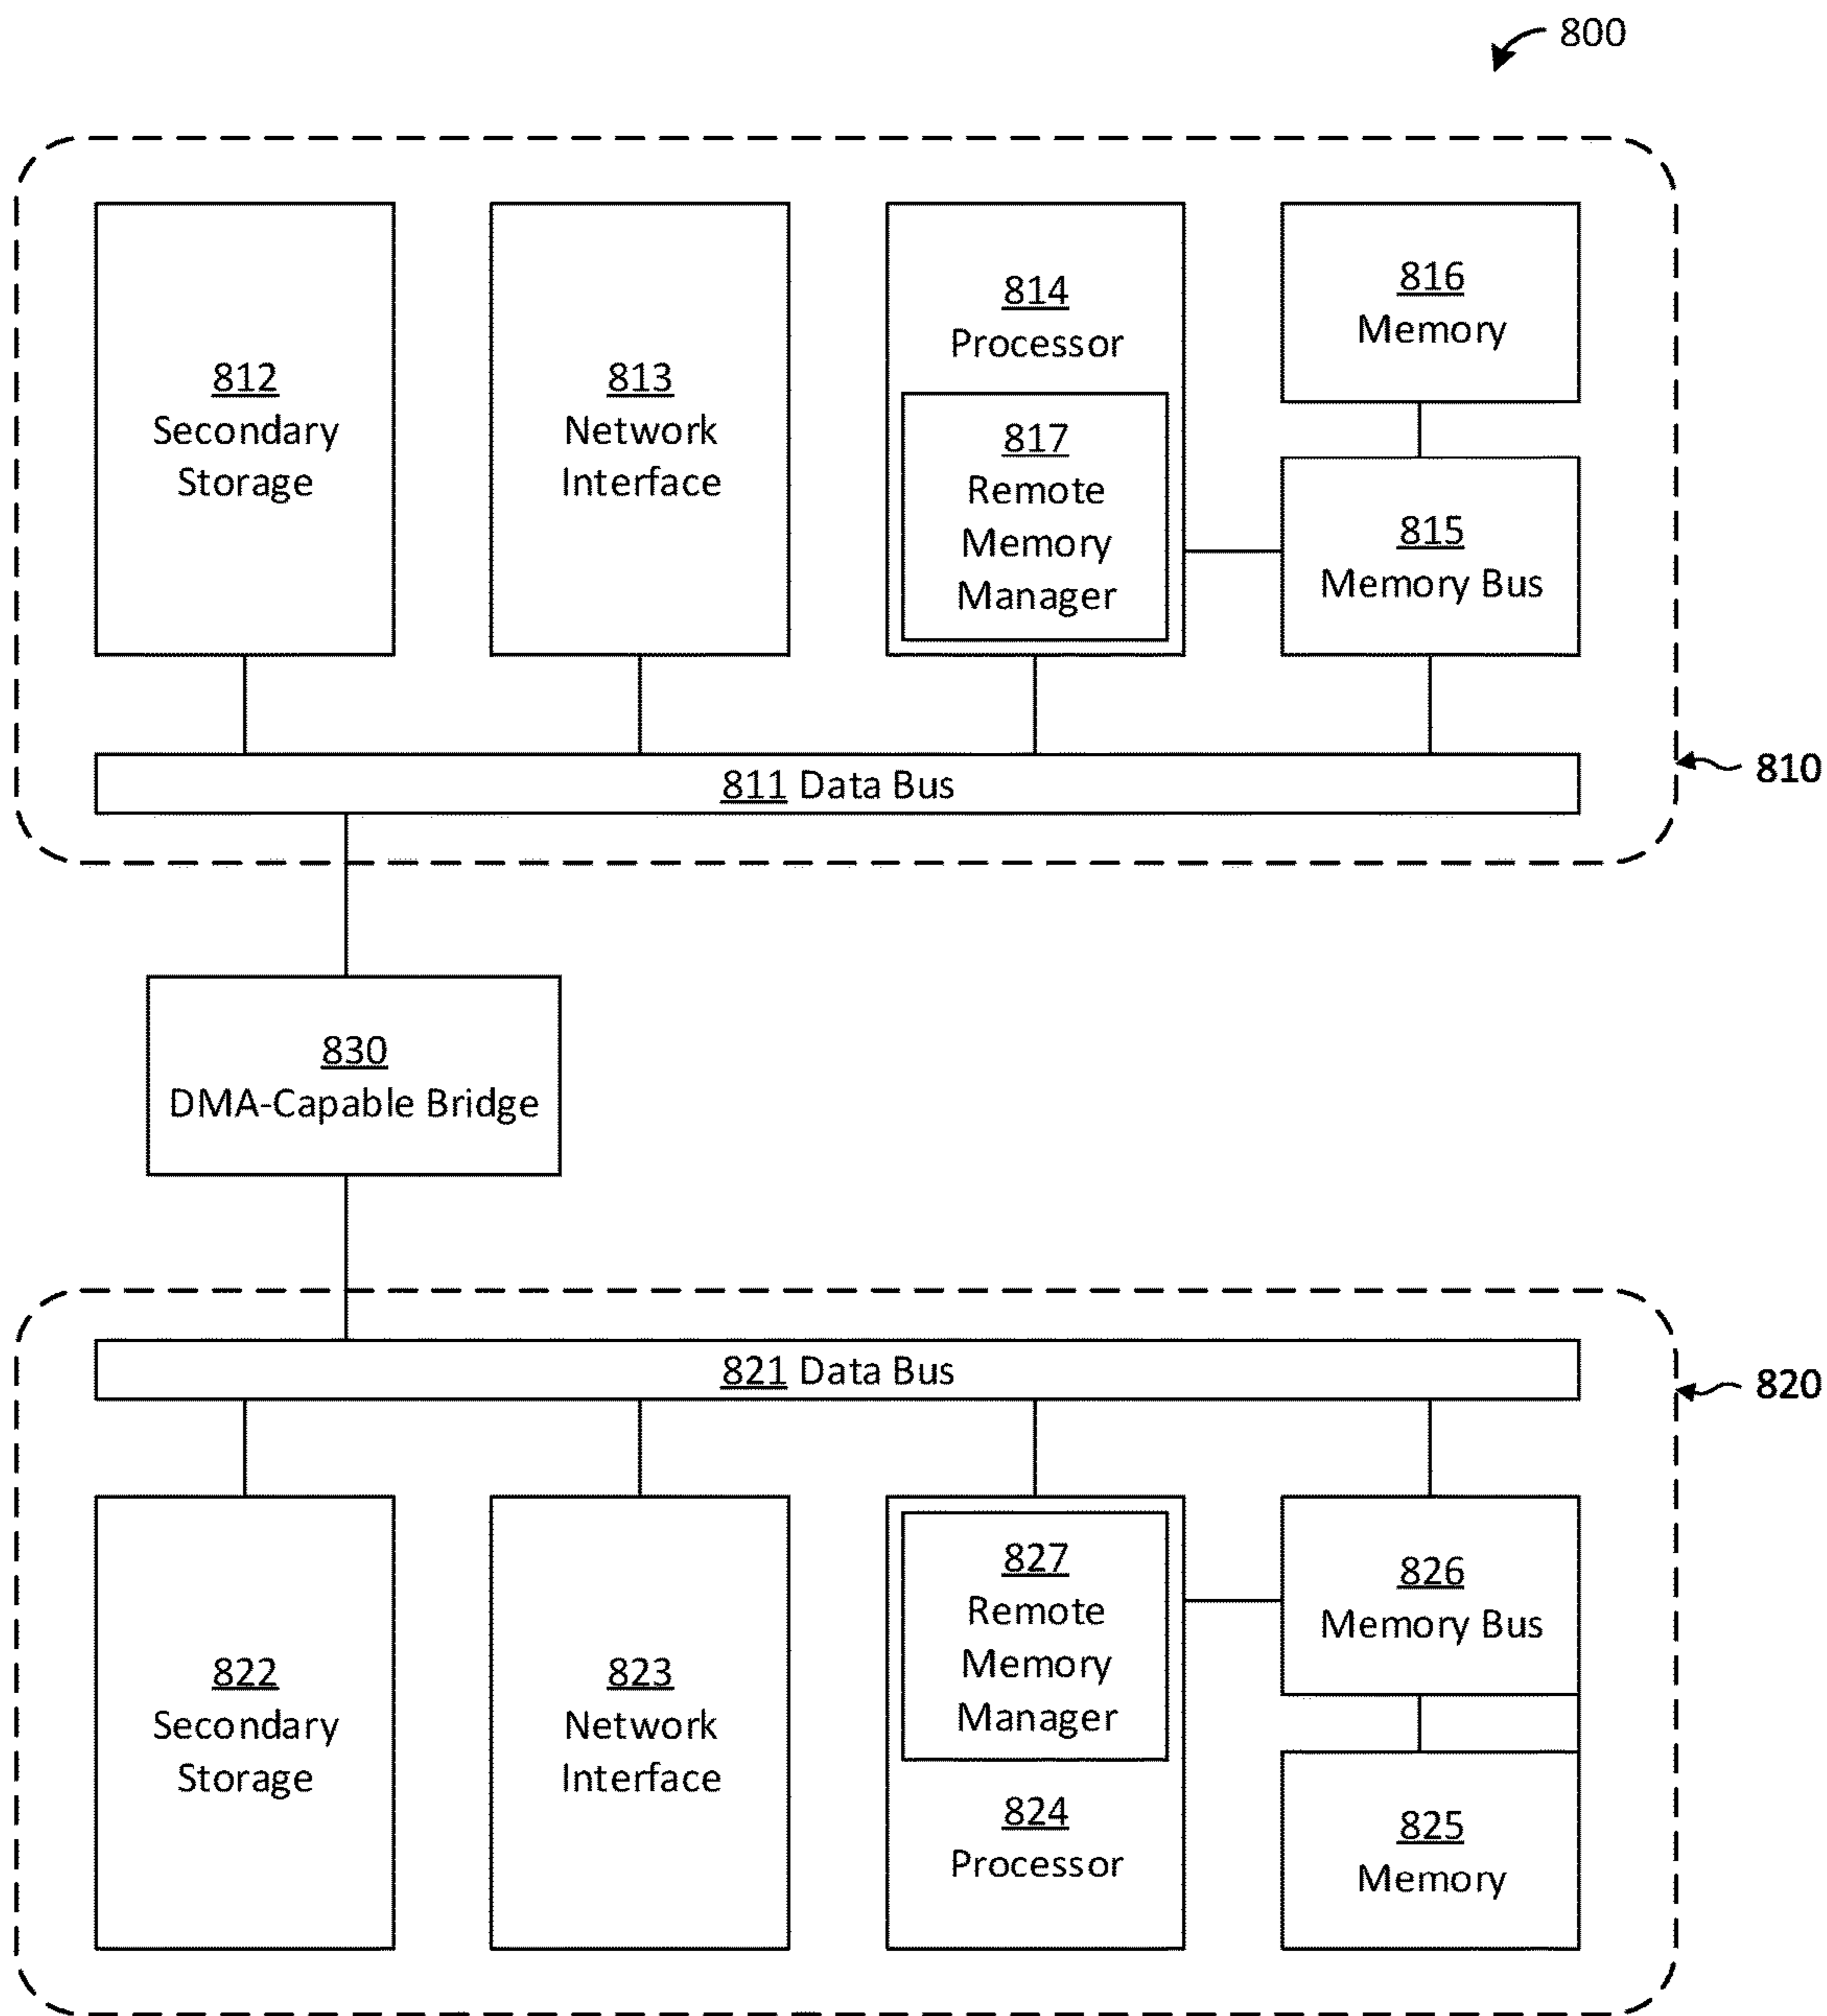 800
812
Secondary
Storage
813
Network
Interface
814
Processor
817
Remote
Memory
Manager
816
Memory
815
Memory Bus
811 Data Bus
810
830
DMA-Capable Bridge
821 Data Bus
820
822
Secondary
Storage
823
Network
Interface
827
Remote
Memory
Manager
824
Processor
826
Memory Bus
825
Memory